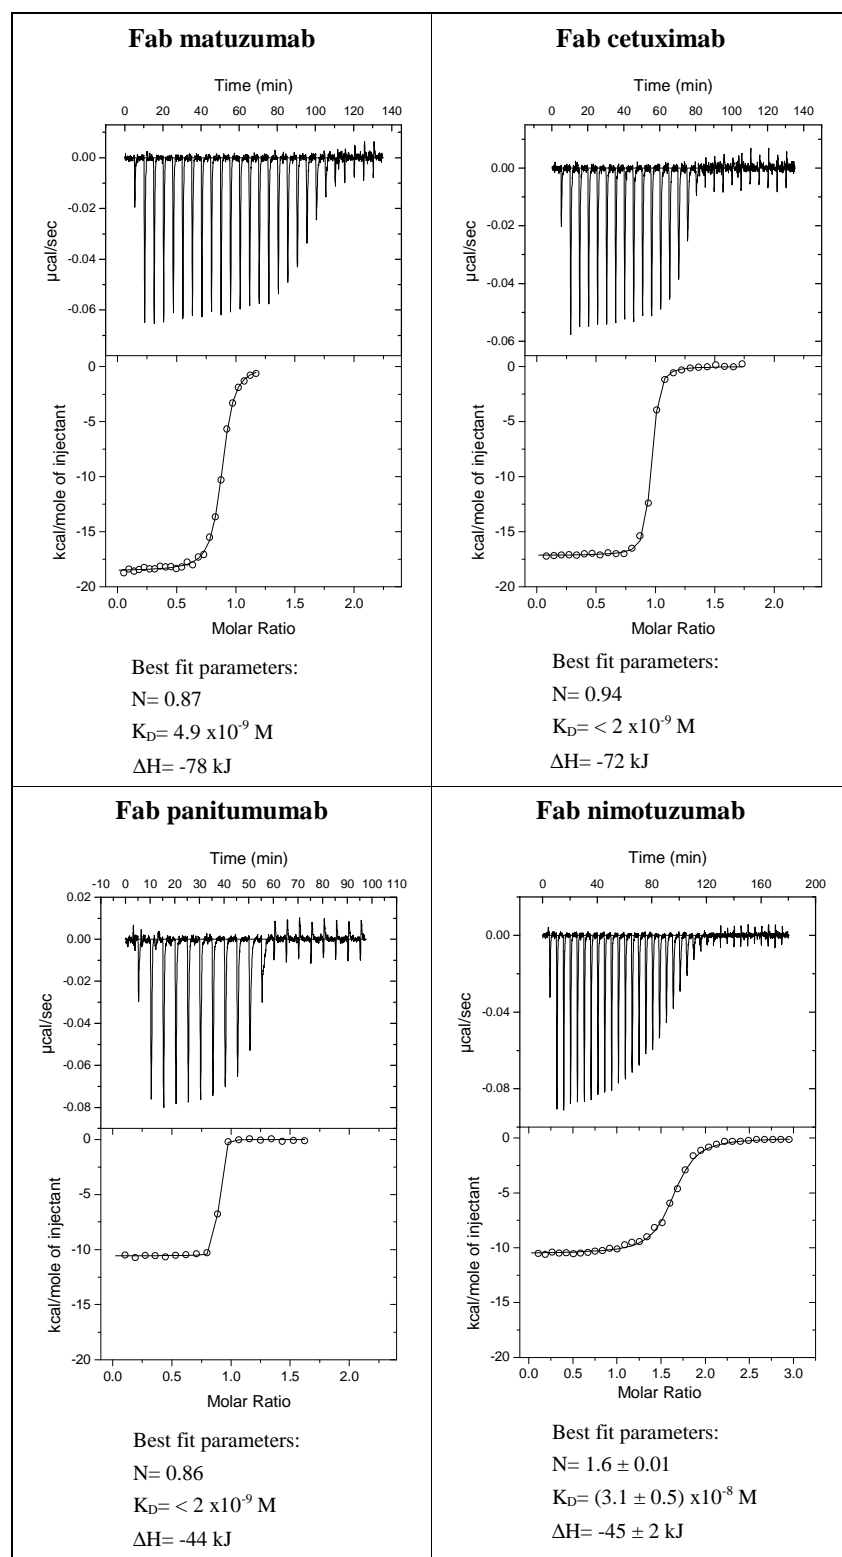 Fab matuzumab
Time (min)
0 20 40 60 80 100 120 140
0.00
-0.02
-0.04
-0.06
µcal/sec
0
-5
-10
-15
-20
kcal/mole of injectant
0.0 0.5 1.0 1.5 2.0
Molar Ratio
Best fit parameters:
N= 0.87
K_D= 4.9 x10^-9 M
ΔH= -78 kJ
Fab cetuximab
Time (min)
0 20 40 60 80 100 120 140
0.00
-0.02
-0.04
-0.06
µcal/sec
0
-5
-10
-15
-20
kcal/mole of injectant
0.0 0.5 1.0 1.5 2.0
Molar Ratio
Best fit parameters:
N= 0.94
K_D= < 2 x10^-9 M
ΔH= -72 kJ
Fab panitumumab
Time (min)
-10 0 10 20 30 40 50 60 70 80 90 100 110
0.02
0.00
-0.02
-0.04
-0.06
-0.08
µcal/sec
0
-5
-10
-15
-20
kcal/mole of injectant
0.0 0.5 1.0 1.5 2.0
Molar Ratio
Best fit parameters:
N= 0.86
K_D= < 2 x10^-9 M
ΔH= -44 kJ
Fab nimotuzumab
Time (min)
0 40 80 120 160 200
0.00
-0.04
-0.08
µcal/sec
0
-5
-10
-15
-20
kcal/mole of injectant
0.0 0.5 1.0 1.5 2.0 2.5 3.0
Molar Ratio
Best fit parameters:
N= 1.6 ± 0.01
K_D= (3.1 ± 0.5) x10^-8 M
ΔH= -45 ± 2 kJ